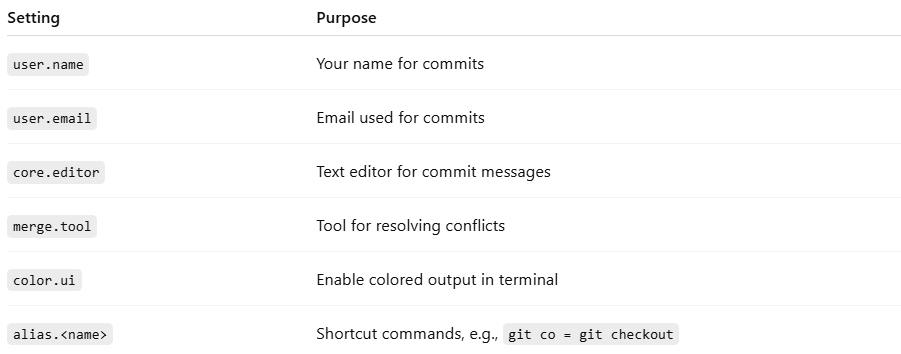 Setting Purpose
user.name Your name for commits
user.email Email used for commits
core.editor Text editor for commit messages
merge.tool Tool for resolving conflicts
color.ui Enable colored output in terminal
alias.<name> Shortcut commands, e.g., git co = git checkout